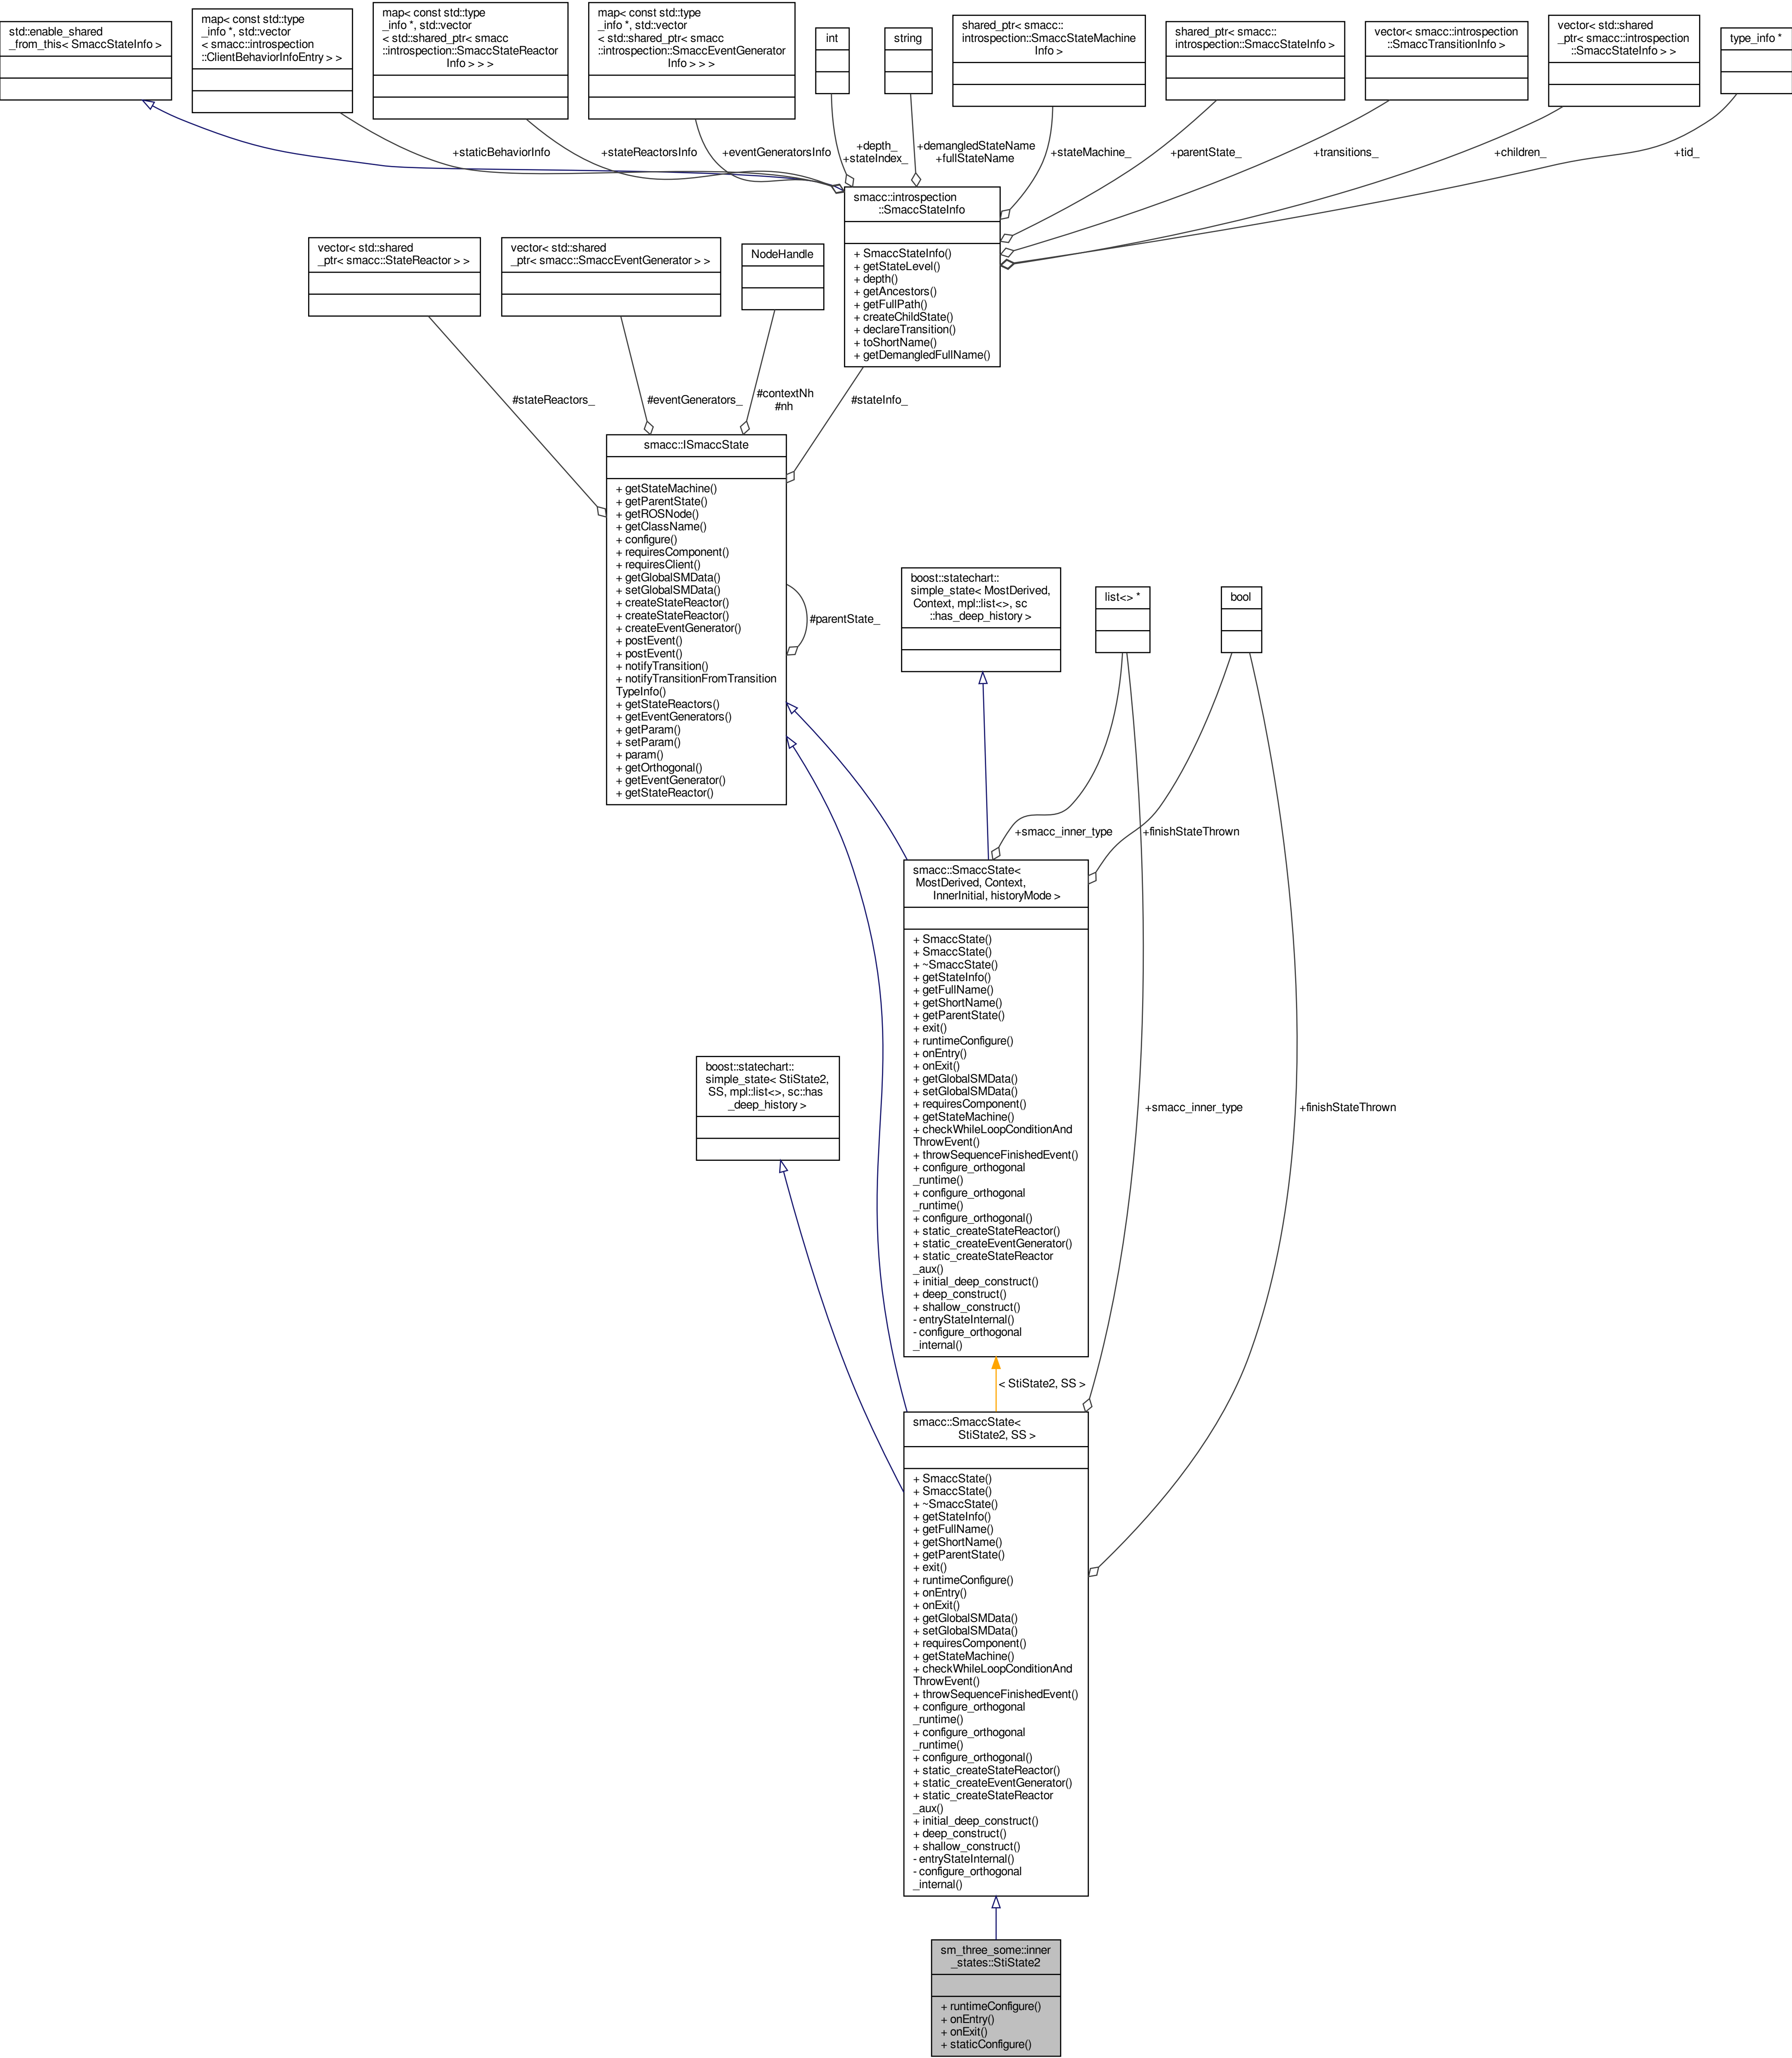 std::enable_shared
_from_this< SmaccStateInfo >
map< const std::type
_info *, std::vector
< smacc::introspection
::ClientBehaviorInfoEntry > >
map< const std::type
_info *, std::vector
< std::shared_ptr< smacc
::introspection::SmaccStateReactor
Info > > >
map< const std::type
_info *, std::vector
< std::shared_ptr< smacc
::introspection::SmaccEventGenerator
Info > > >
int
string
shared_ptr< smacc::
introspection::SmaccStateMachine
Info >
shared_ptr< smacc::
introspection::SmaccStateInfo >
vector< smacc::introspection
::SmaccTransitionInfo >
vector< std::shared
_ptr< smacc::introspection
::SmaccStateInfo > >
type_info *
+staticBehaviorInfo
+stateReactorsInfo
+eventGeneratorsInfo
+depth_
+stateIndex_
+demangledStateName
+fullStateName
+stateMachine_
+parentState_
+transitions_
+children_
+tid_
smacc::introspection
::SmaccStateInfo
+ SmaccStateInfo()
+ getStateLevel()
+ depth()
+ getAncestors()
+ getFullPath()
+ createChildState()
+ declareTransition()
+ toShortName()
+ getDemangledFullName()
vector< std::shared
_ptr< smacc::StateReactor > >
vector< std::shared
_ptr< smacc::SmaccEventGenerator > >
NodeHandle
#stateReactors_
#eventGenerators_
#contextNh
#nh
#stateInfo_
smacc::ISmaccState
+ getStateMachine()
+ getParentState()
+ getROSNode()
+ getClassName()
+ configure()
+ requiresComponent()
+ requiresClient()
+ getGlobalSMData()
+ setGlobalSMData()
+ createStateReactor()
+ createStateReactor()
+ createEventGenerator()
+ postEvent()
+ postEvent()
+ notifyTransition()
+ notifyTransitionFromTransition
TypeInfo()
+ getStateReactors()
+ getEventGenerators()
+ getParam()
+ setParam()
+ param()
+ getOrthogonal()
+ getEventGenerator()
+ getStateReactor()
#parentState_
boost::statechart::
simple_state< MostDerived,
Context, mpl::list<>, sc
::has_deep_history >
list<> *
bool
+smacc_inner_type
+finishStateThrown
smacc::SmaccState<
MostDerived, Context,
InnerInitial, historyMode >
+ SmaccState()
+ SmaccState()
+ ~SmaccState()
+ getStateInfo()
+ getFullName()
+ getShortName()
+ getParentState()
+ exit()
+ runtimeConfigure()
+ onEntry()
+ onExit()
+ getGlobalSMData()
+ setGlobalSMData()
+ requiresComponent()
+ getStateMachine()
+ checkWhileLoopConditionAnd
ThrowEvent()
+ throwSequenceFinishedEvent()
+ configure_orthogonal
_runtime()
+ configure_orthogonal
_runtime()
+ configure_orthogonal()
+ static_createStateReactor()
+ static_createEventGenerator()
+ static_createStateReactor
_aux()
+ initial_deep_construct()
+ deep_construct()
+ shallow_construct()
- entryStateInternal()
- configure_orthogonal
_internal()
boost::statechart::
simple_state< StiState2,
SS, mpl::list<>, sc::has
_deep_history >
+smacc_inner_type
+finishStateThrown
< StiState2, SS >
smacc::SmaccState<
StiState2, SS >
+ SmaccState()
+ SmaccState()
+ ~SmaccState()
+ getStateInfo()
+ getFullName()
+ getShortName()
+ getParentState()
+ exit()
+ runtimeConfigure()
+ onEntry()
+ onExit()
+ getGlobalSMData()
+ setGlobalSMData()
+ requiresComponent()
+ getStateMachine()
+ checkWhileLoopConditionAnd
ThrowEvent()
+ throwSequenceFinishedEvent()
+ configure_orthogonal
_runtime()
+ configure_orthogonal
_runtime()
+ configure_orthogonal()
+ static_createStateReactor()
+ static_createEventGenerator()
+ static_createStateReactor
_aux()
+ initial_deep_construct()
+ deep_construct()
+ shallow_construct()
- entryStateInternal()
- configure_orthogonal
_internal()
sm_three_some::inner
_states::StiState2
+ runtimeConfigure()
+ onEntry()
+ onExit()
+ staticConfigure()